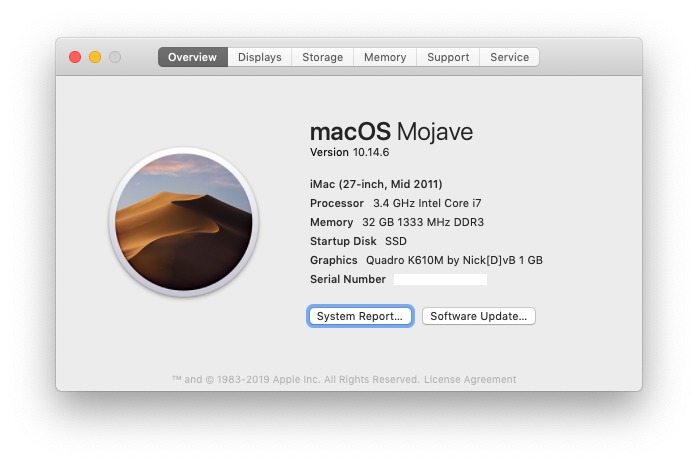 Overview Displays Storage Memory Support Service
macOS Mojave
Version 10.14.6
iMac (27-inch, Mid 2011)
Processor 3.4 GHz Intel Core i7
Memory 32 GB 1333 MHz DDR3
Startup Disk SSD
Graphics Quadro K610M by Nick[D]vB 1 GB
Serial Number
System Report... Software Update...
™ and © 1983-2019 Apple Inc. All Rights Reserved. License Agreement